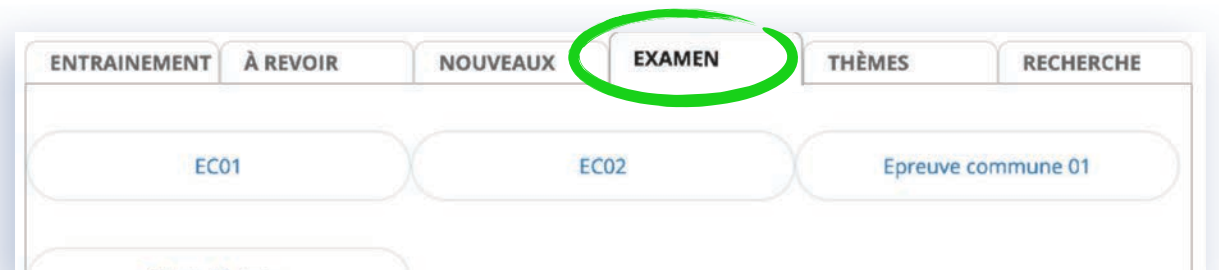 ENTRAINEMENT À REVOIR NOUVEAUX EXAMEN THÈMES RECHERCHE
EC01 EC02 Epreuve commune 01